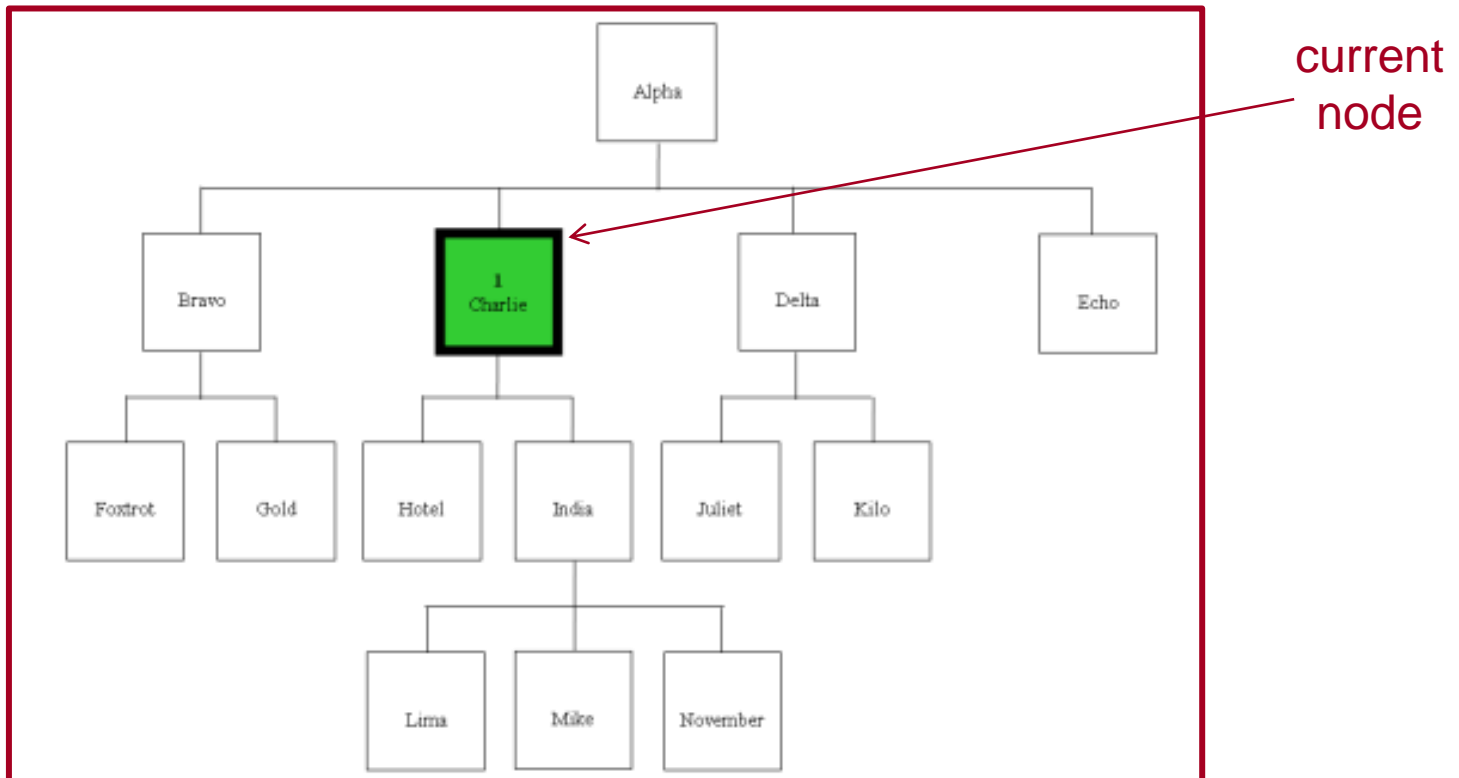 current
node
Alpha
Bravo
1
Charlie
Delta
Echo
Foxtrot
Gold
Hotel
India
Juliet
Kilo
Lima
Mike
November